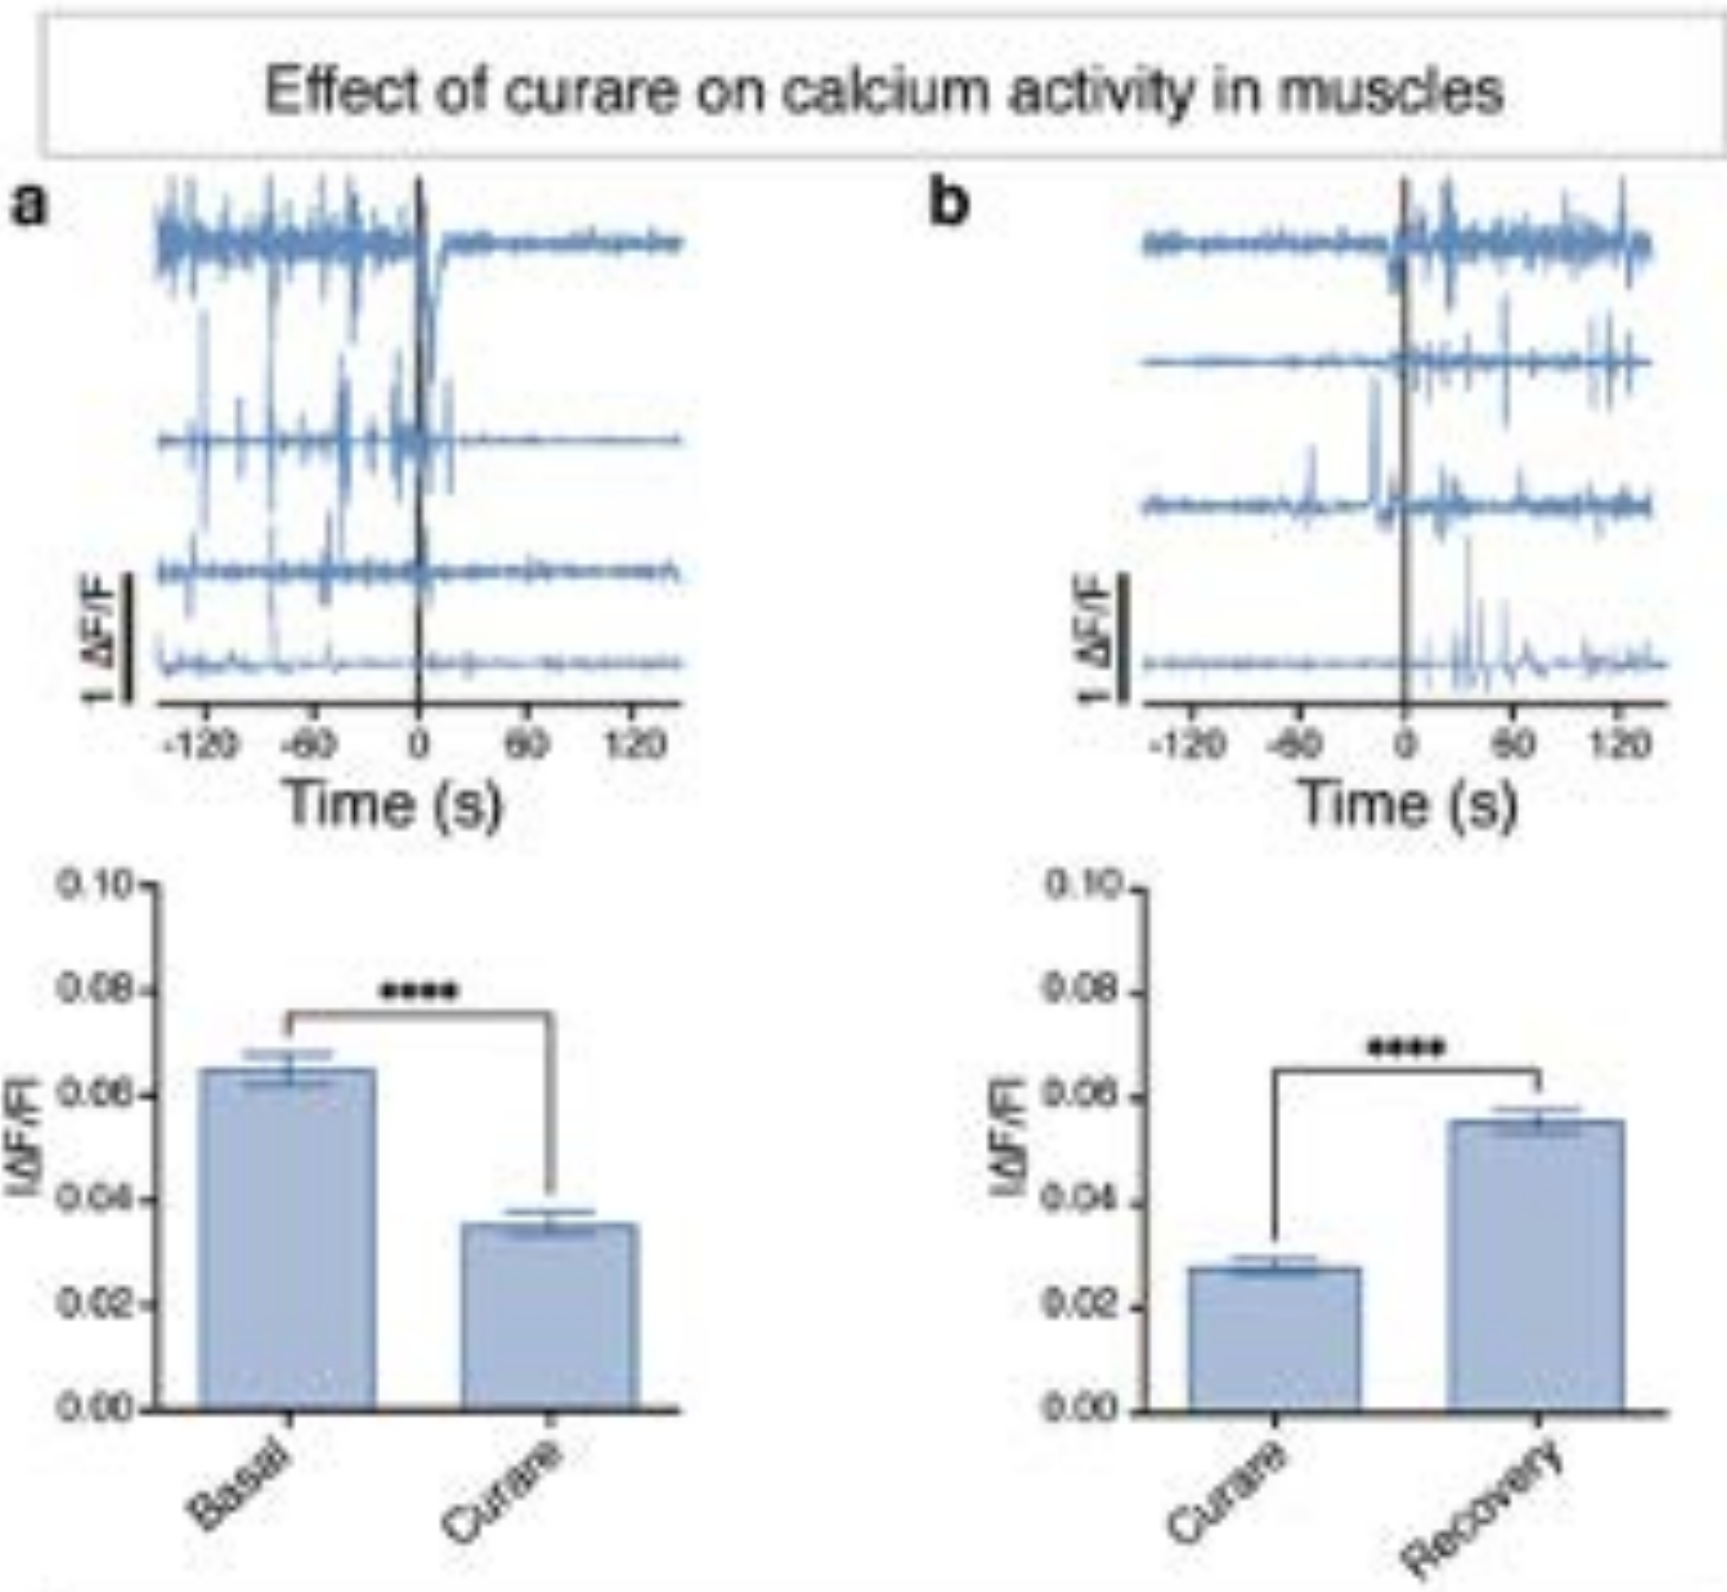 Effect of curare on calcium activity in muscles
a
1 ΔF/F
-120 -60 0 60 120
Time (s)
b
1 ΔF/F
-120 -60 0 60 120
Time (s)
0.10
0.08
0.06
0.04
0.02
0.00
|ΔF/F|
****
Basal
Curare
0.10
0.08
0.06
0.04
0.02
0.00
|ΔF/F|
****
Curare
Recovery